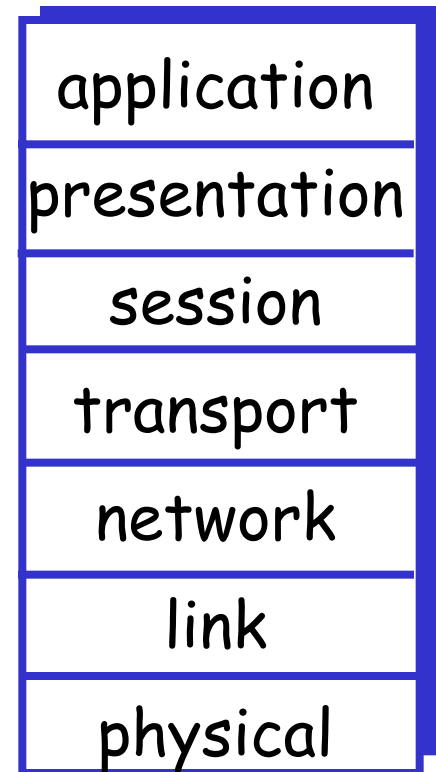 application
presentation
session
transport
network
link
physical